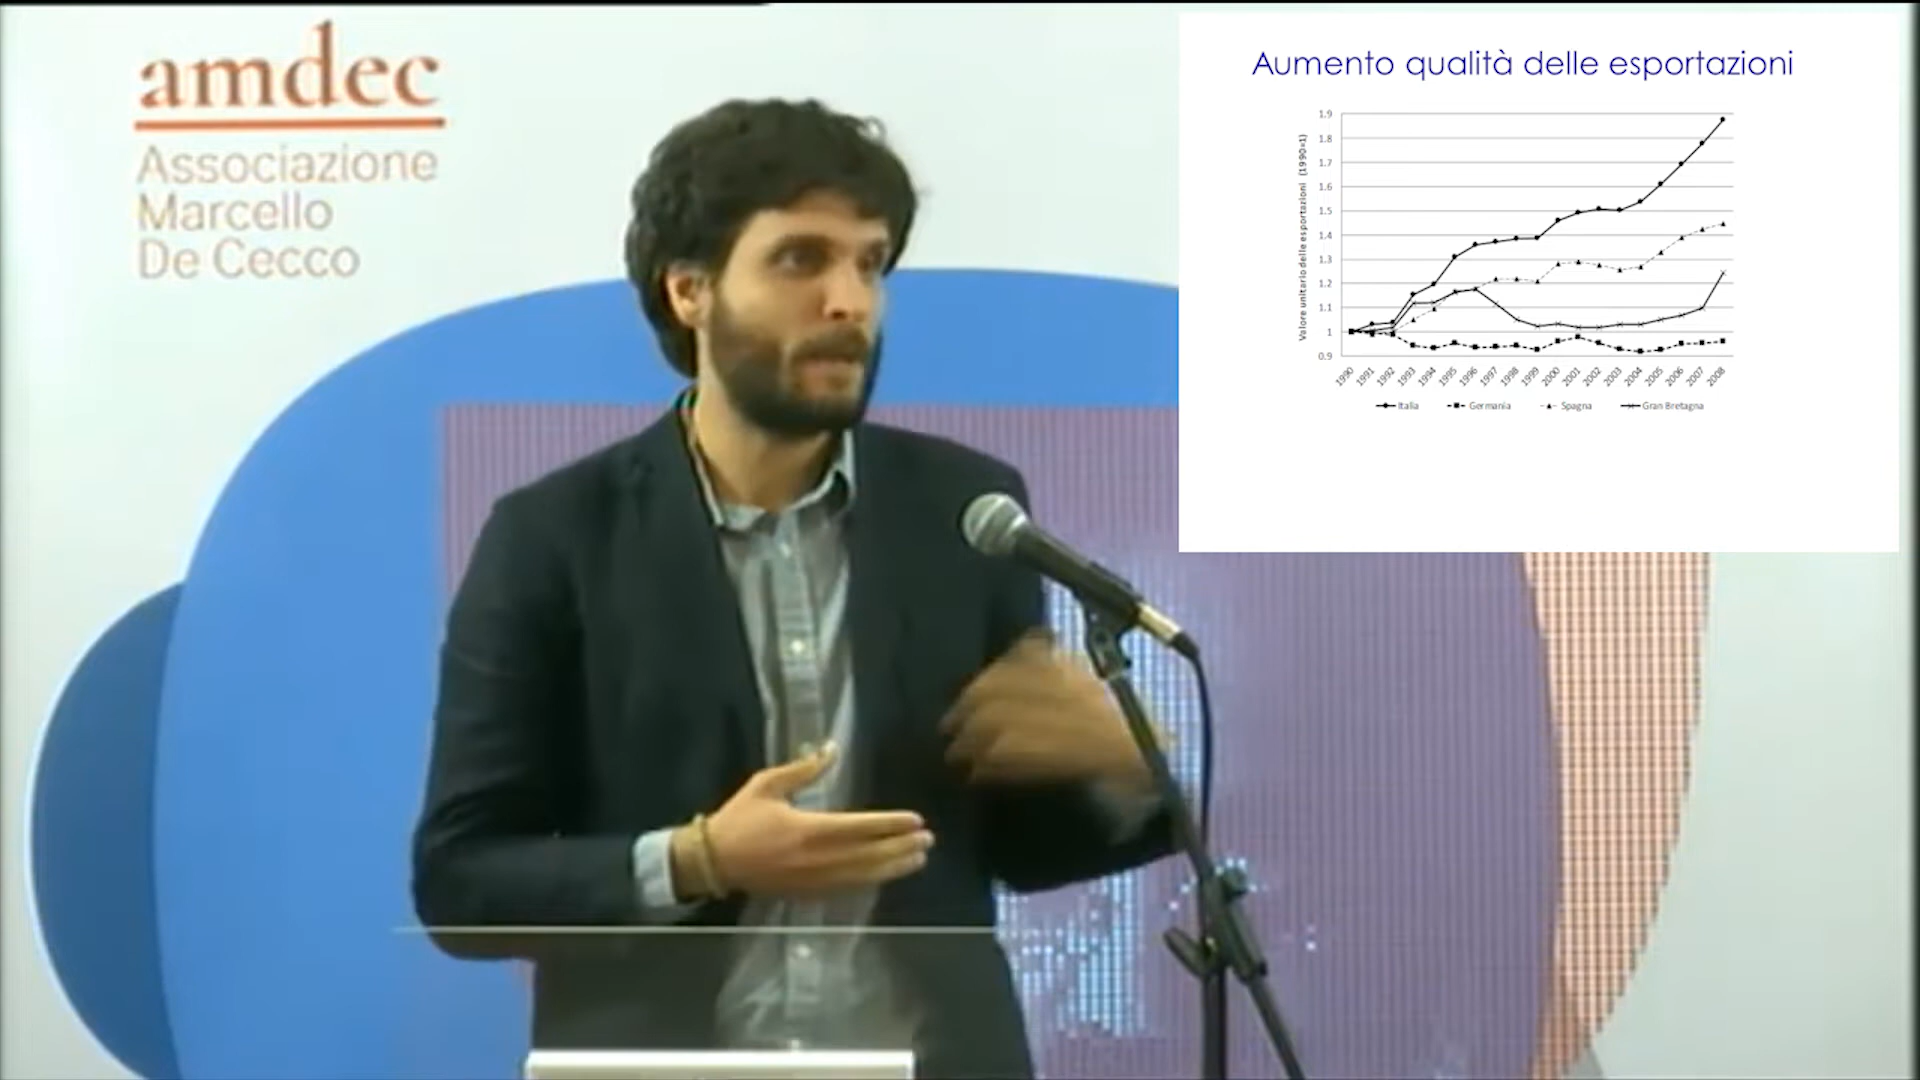 amdec
Associazione
Marcello
De Cecco
Aumento qualità delle esportazioni
Valore unitario delle esportazioni (1990=1)
1.9
1.8
1.7
1.6
1.5
1.4
1.3
1.2
1.1
1
0.9
1990 1991 1992 1993 1994 1995 1996 1997 1998 1999 2000 2001 2002 2003 2004 2005 2006 2007 2008
Italia Germania Spagna Gran Bretagna